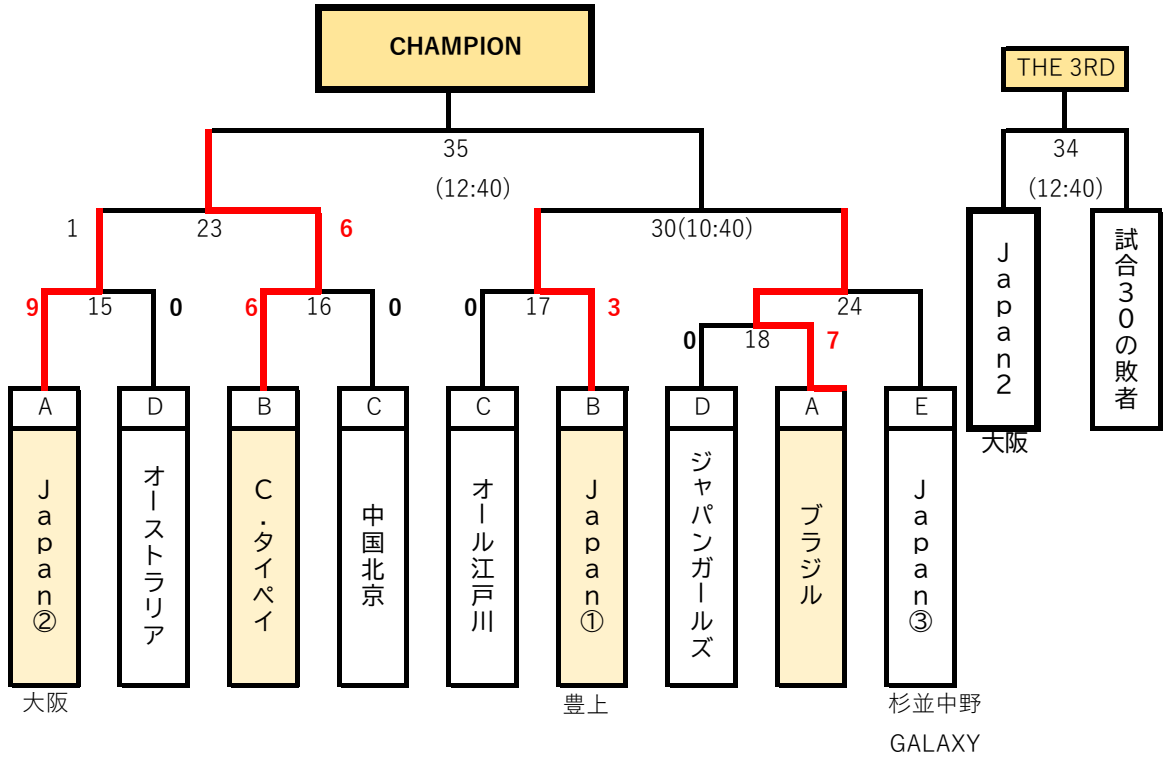 CHAMPION
THE 3RD
35
(12:40)
34
(12:40)
1
23
6
30(10:40)
9
15
0
6
16
0
0
17
3
24
0
18
7
A
D
B
C
C
B
D
A
E
Japan②
オーストラリア
C・タイペイ
中国北京
オール江戸川
Japan①
ジャパンガールズ
ブラジル
Japan③
Japan2
試合30の敗者
大阪
大阪
豊上
杉並中野
GALAXY